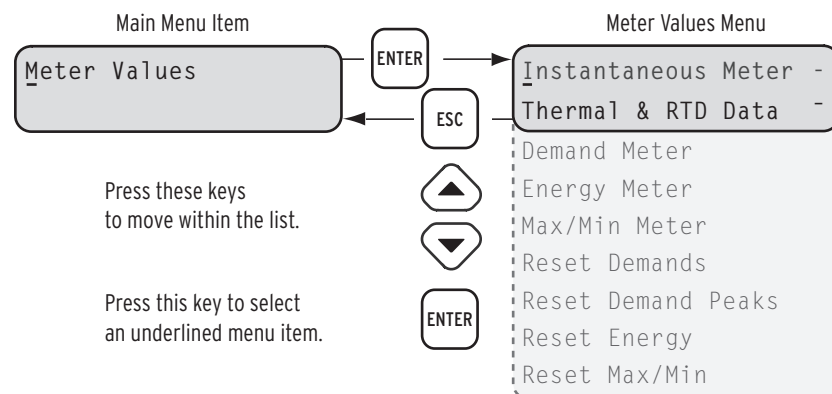 Main Menu Item
Meter Values
ENTER
ESC
Meter Values Menu
Instantaneous Meter -
Thermal & RTD Data -
Demand Meter
Energy Meter
Max/Min Meter
Reset Demands
Reset Demand Peaks
Reset Energy
Reset Max/Min
Press these keys
to move within the list.
Press this key to select
an underlined menu item.
ENTER